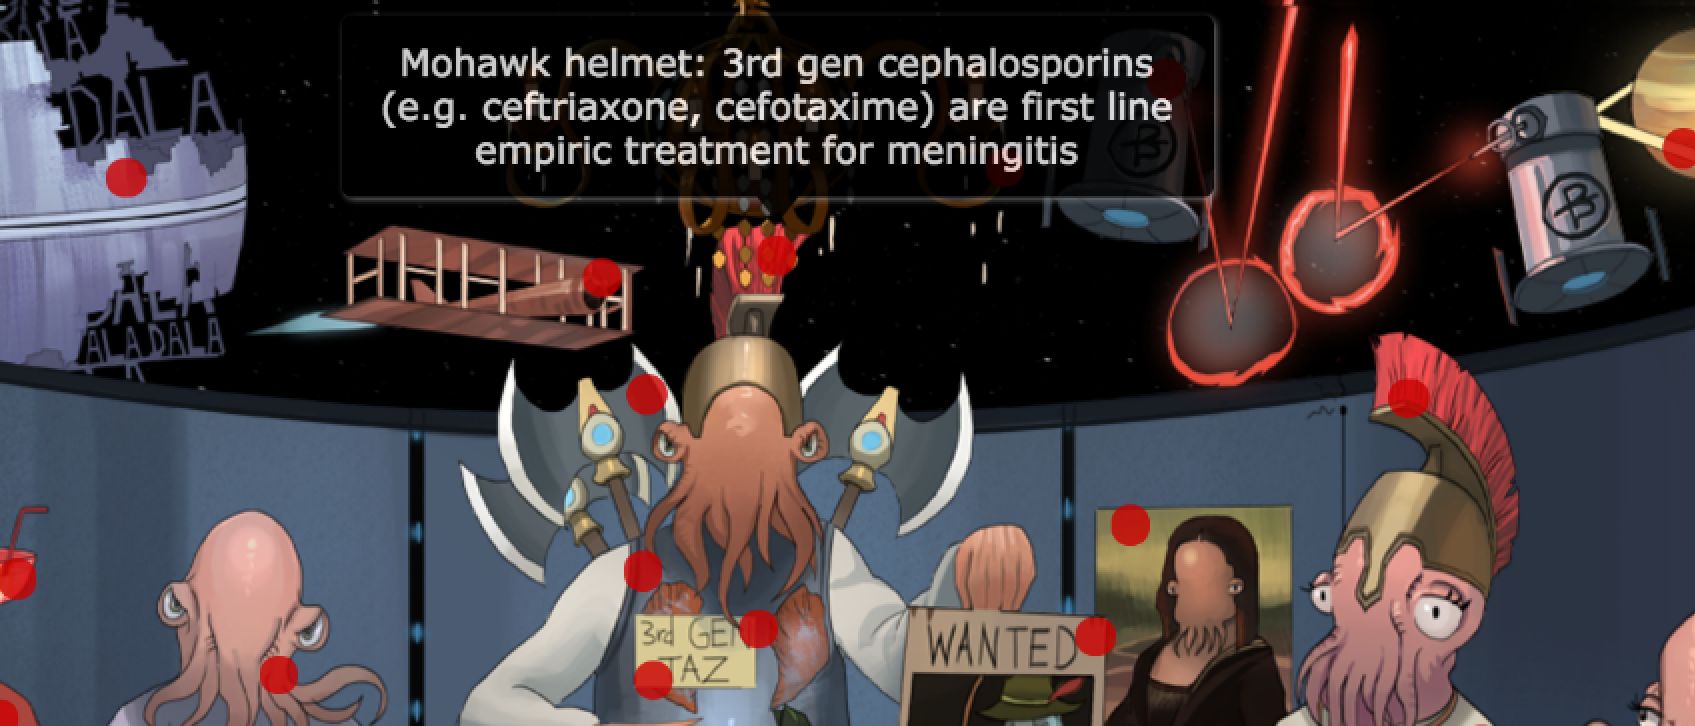 DALA
Mohawk helmet: 3rd gen cephalosporins
(e.g. ceftriaxone, cefotaxime) are first line
empiric treatment for meningitis
DALA
ALA DALA
3rd GEN
TAZ
WANTED